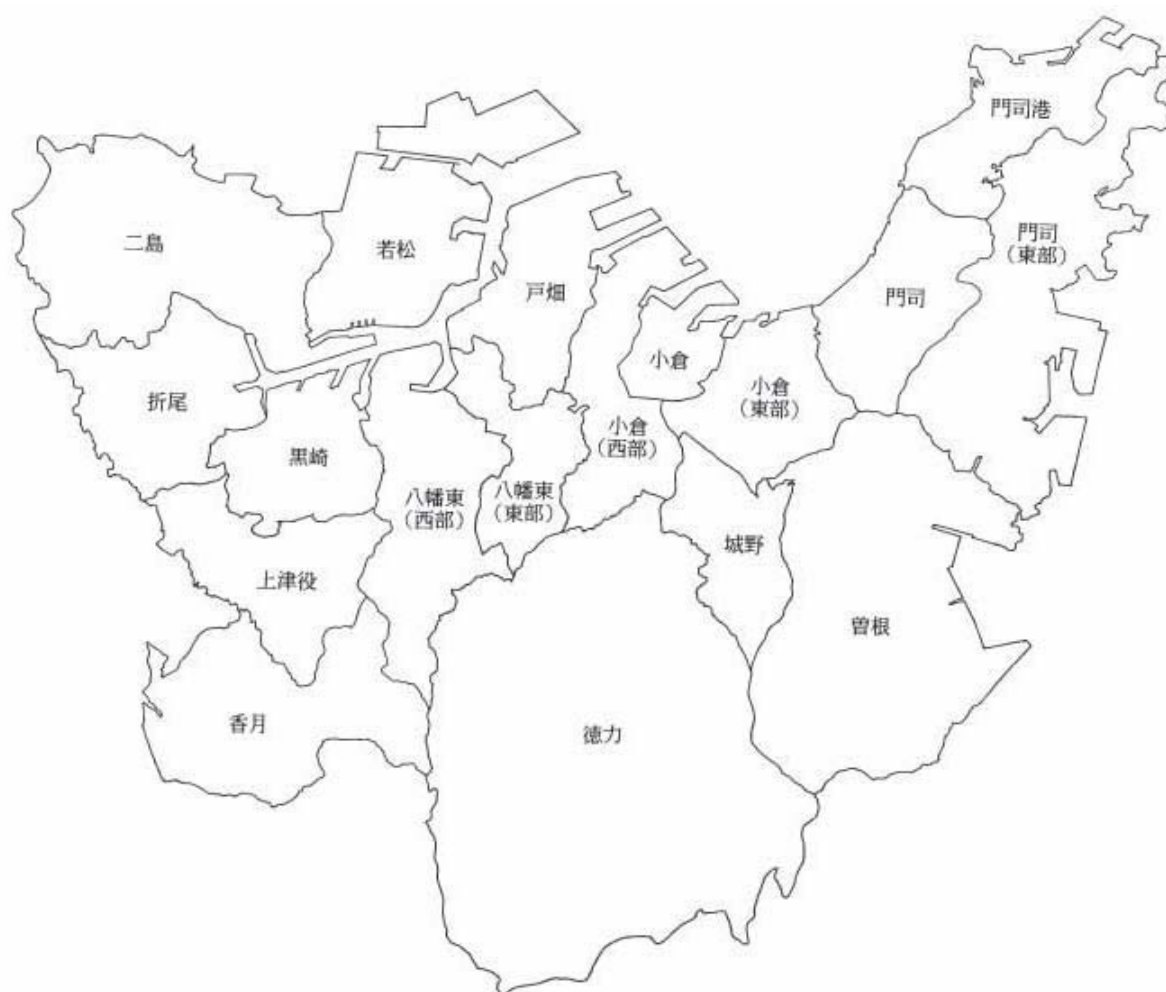 門司港
門司
（東部）
二島
若松
戸畑
門司
小倉
小倉
（東部）
折尾
小倉
（西部）
黒崎
八幡東
（西部）
八幡東
（東部）
城野
上津役
曽根
香月
徳力